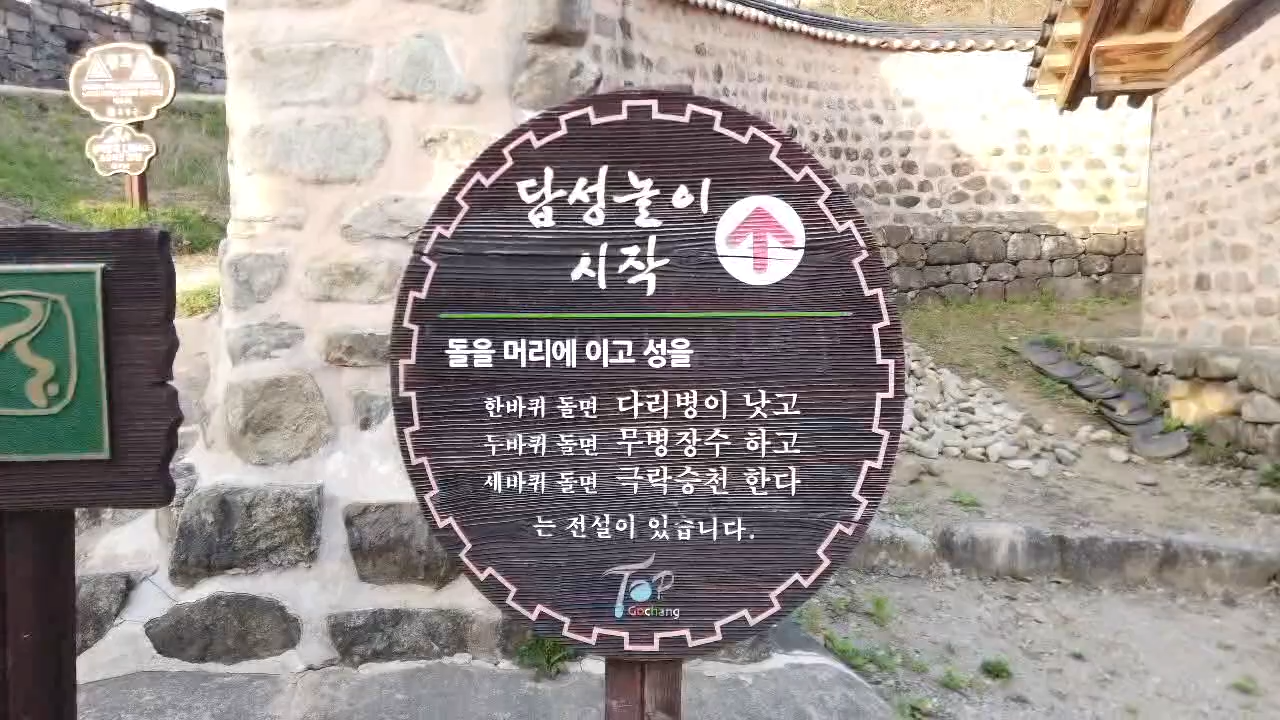 답성놀이
시작
돌을 머리에 이고 성을
한바퀴 돌면 다리병이 낫고
두바퀴 돌면 무병장수 하고
세바퀴 돌면 극락승천 한다
는 전설이 있습니다.
TOP
Gochang